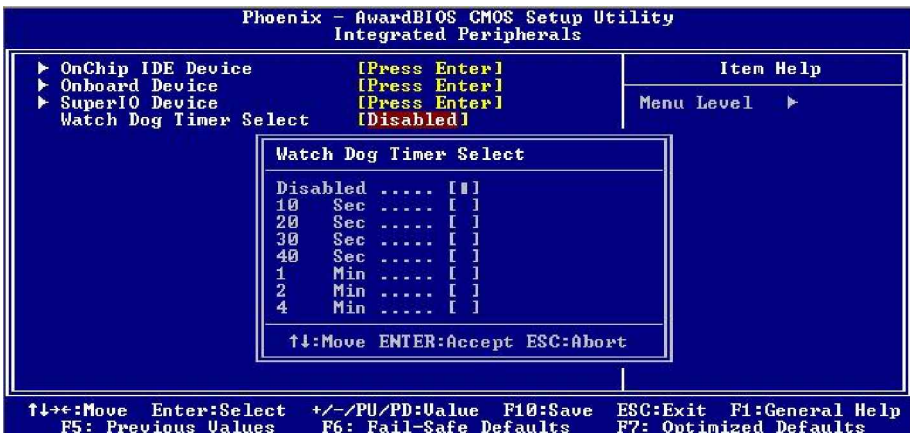 Phoenix - AwardBIOS CMOS Setup Utility
Integrated Peripherals
▶ OnChip IDE Device [Press Enter]
▶ Onboard Device [Press Enter]
▶ SuperIO Device [Press Enter]
Watch Dog Timer Select [Disabled]
Item Help
Menu Level ▶
Watch Dog Timer Select
Disabled ..... [■]
10 Sec ..... [ ]
20 Sec ..... [ ]
30 Sec ..... [ ]
40 Sec ..... [ ]
1 Min ..... [ ]
2 Min ..... [ ]
4 Min ..... [ ]
↑↓:Move ENTER:Accept ESC:Abort
↑↓→←:Move Enter:Select +/-/PU/PD:Value F10:Save ESC:Exit F1:General Help
F5: Previous Values F6: Fail-Safe Defaults F7: Optimized Defaults